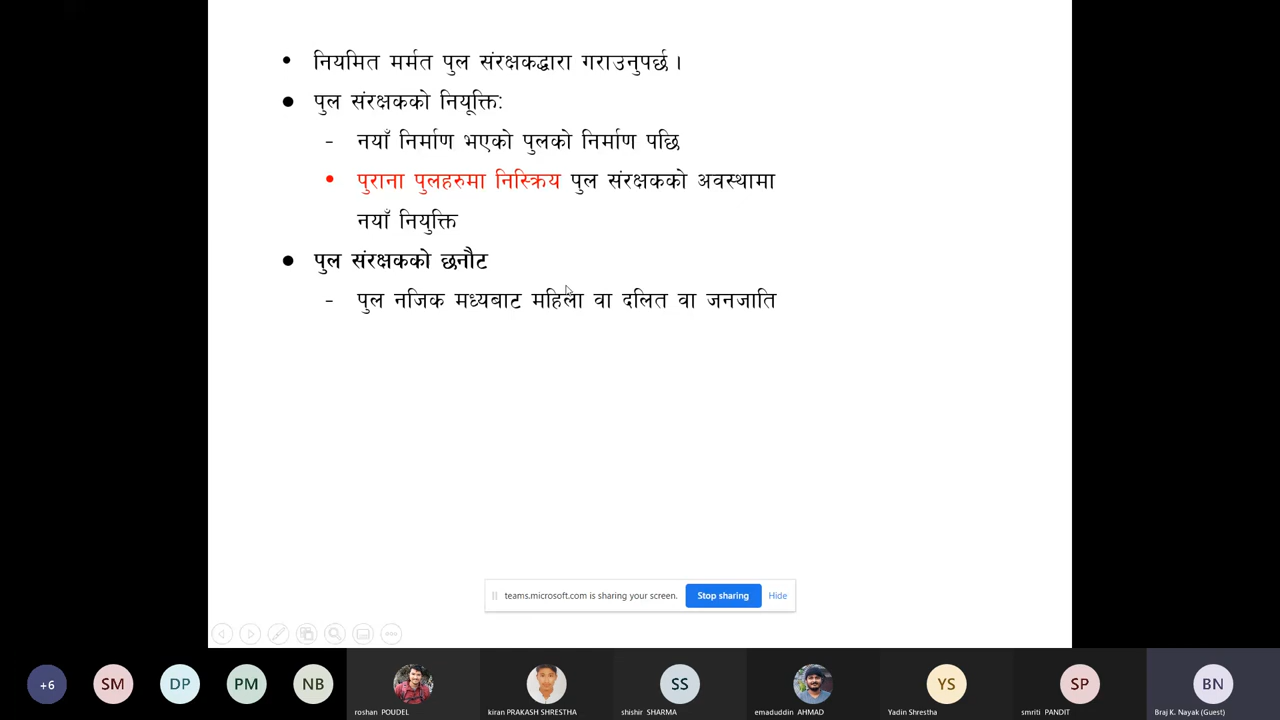 • नियमित मर्मत पुल संरक्षकद्वारा गराउनुपर्छ ।
● पुल संरक्षकको नियूक्ति:
- नयाँ निर्माण भएको पुलको निर्माण पछि
• पुराना पुलहरुमा निस्क्रिय पुल संरक्षकको अवस्थामा
नयाँ नियुक्ति
● पुल संरक्षकको छनौट
- पुल नजिक मध्यबाट महिला वा दलित वा जनजाति
teams.microsoft.com is sharing your screen. Stop sharing Hide
+6 SM DP PM NB SS YS SP BN
roshan POUDEL kiran PRAKASH SHRESTHA shishir SHARMA emaduddin AHMAD Yadin Shrestha smriti PANDIT Braj K. Nayak (Guest)